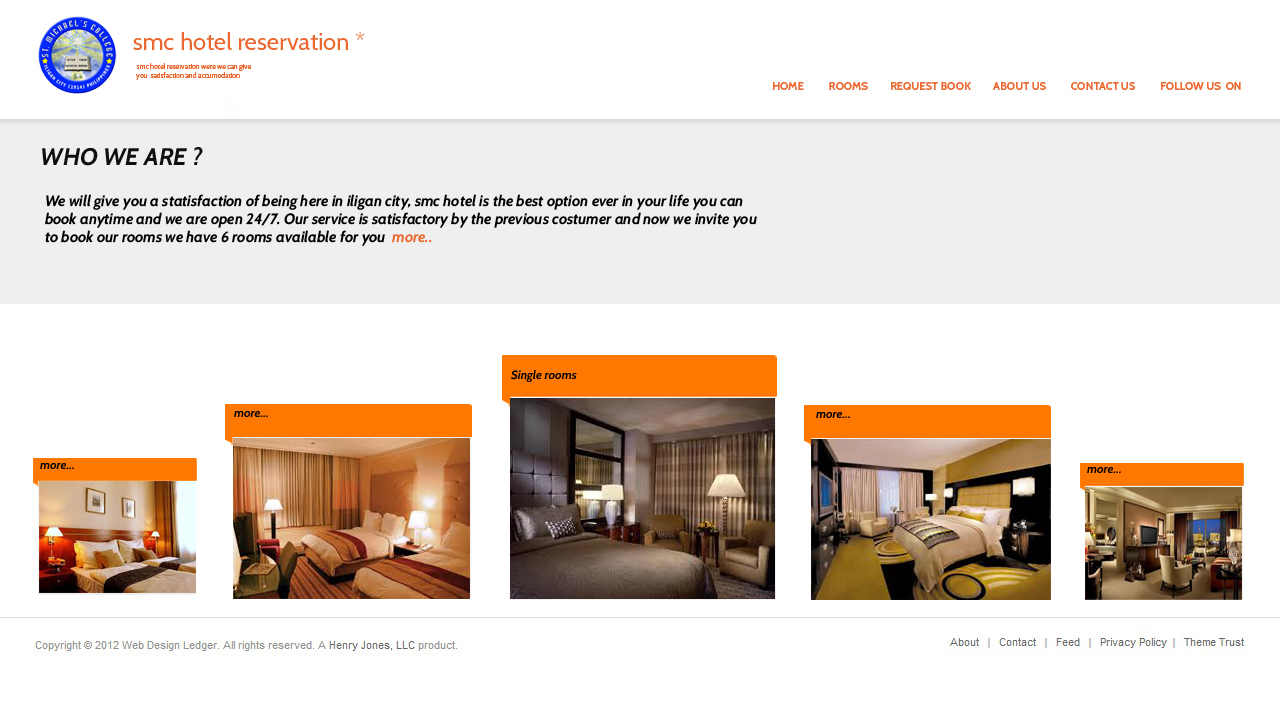 ST. MICHAEL'S COLLEGE
ILIGAN CITY PHILIPPINES
smc hotel reservation *
smc hotel reservation were we can give
you satisfaction and accumodation
HOME ROOMS REQUEST BOOK ABOUT US CONTACT US FOLLOW US ON
WHO WE ARE ?
We will give you a statisfaction of being here in iligan city, smc hotel is the best option ever in your life you can
book anytime and we are open 24/7. Our service is satisfactory by the previous costumer and now we invite you
to book our rooms we have 6 rooms available for you more..
more...
more...
Single rooms
more...
more...
Copyright © 2012 Web Design Ledger. All rights reserved. A Henry Jones, LLC product.
About | Contact | Feed | Privacy Policy | Theme Trust